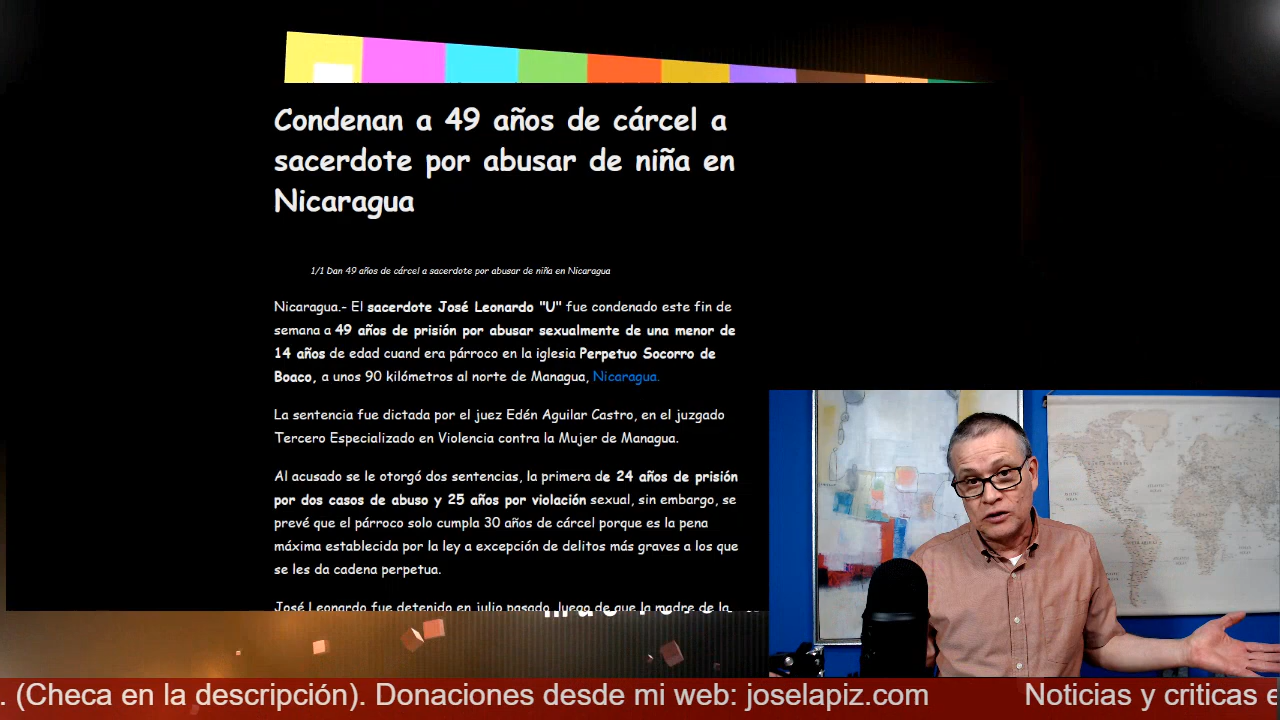 Condenan a 49 años de cárcel a
sacerdote por abusar de niña en
Nicaragua
1/1 Dan 49 años de cárcel a sacerdote por abusar de niña en Nicaragua
Nicaragua.- El sacerdote José Leonardo "U" fue condenado este fin de
semana a 49 años de prisión por abusar sexualmente de una menor de
14 años de edad cuand era párroco en la iglesia Perpetuo Socorro de
Boaco, a unos 90 kilómetros al norte de Managua, Nicaragua.
La sentencia fue dictada por el juez Edén Aguilar Castro, en el juzgado
Tercero Especializado en Violencia contra la Mujer de Managua.
Al acusado se le otorgó dos sentencias, la primera de 24 años de prisión
por dos casos de abuso y 25 años por violación sexual, sin embargo, se
prevé que el párroco solo cumpla 30 años de cárcel porque es la pena
máxima establecida por la ley a excepción de delitos más graves a los que
se les da cadena perpetua.
José Leonardo fue detenido en julio pasado, luego de que la madre de la
. (Checa en la descripción). Donaciones desde mi web: joselapiz.com Noticias y criticas e